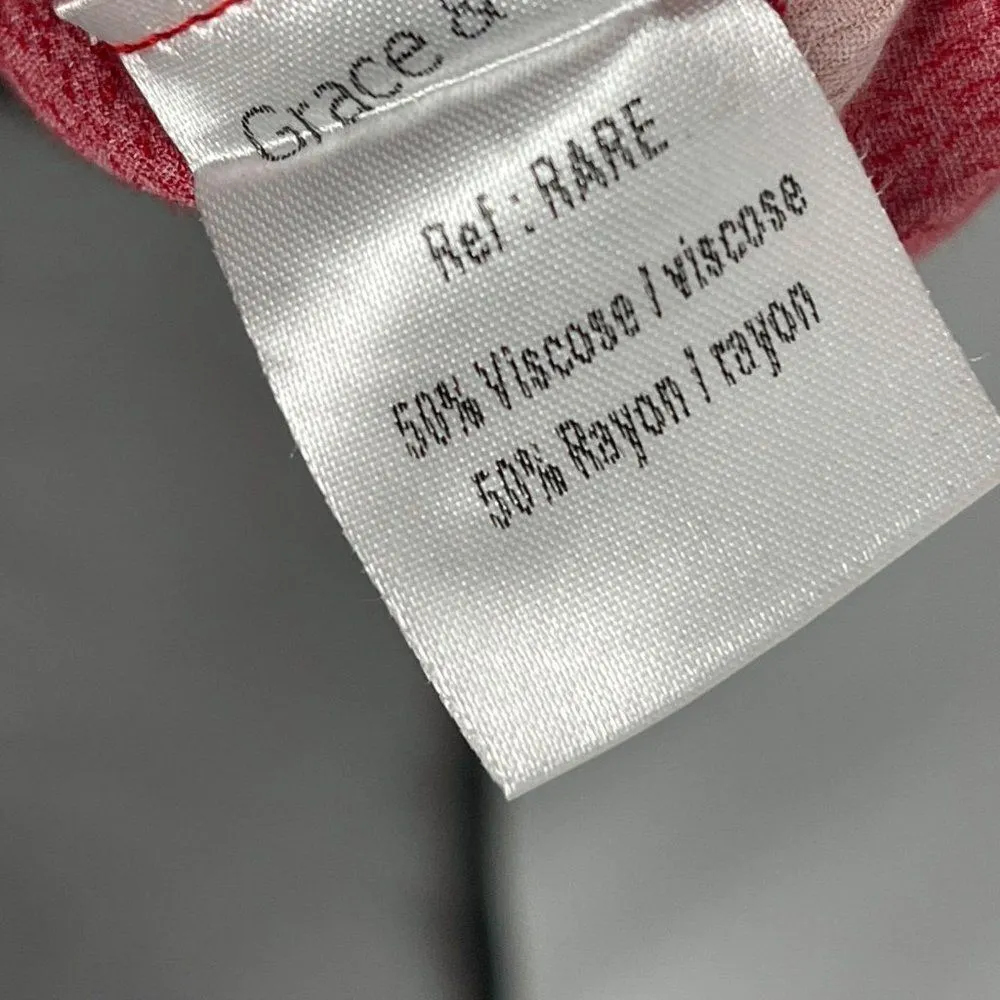 Grace &
Ref : RARE
50% Viscose / viscose
50% Rayon / rayon